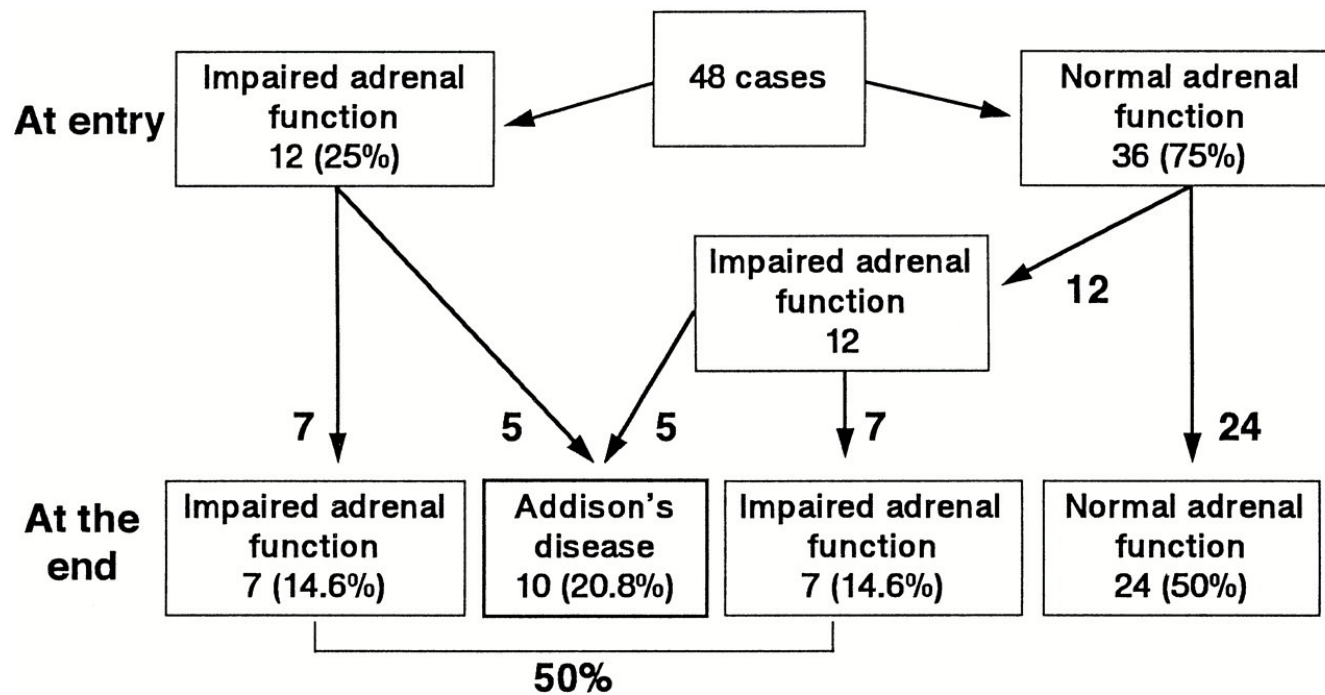 48 cases
At entry
Impaired adrenal
function
12 (25%)
Normal adrenal
function
36 (75%)
Impaired adrenal
function
12
12
7
5
5
7
24
At the
end
Impaired adrenal
function
7 (14.6%)
Addison's
disease
10 (20.8%)
Impaired adrenal
function
7 (14.6%)
Normal adrenal
function
24 (50%)
50%